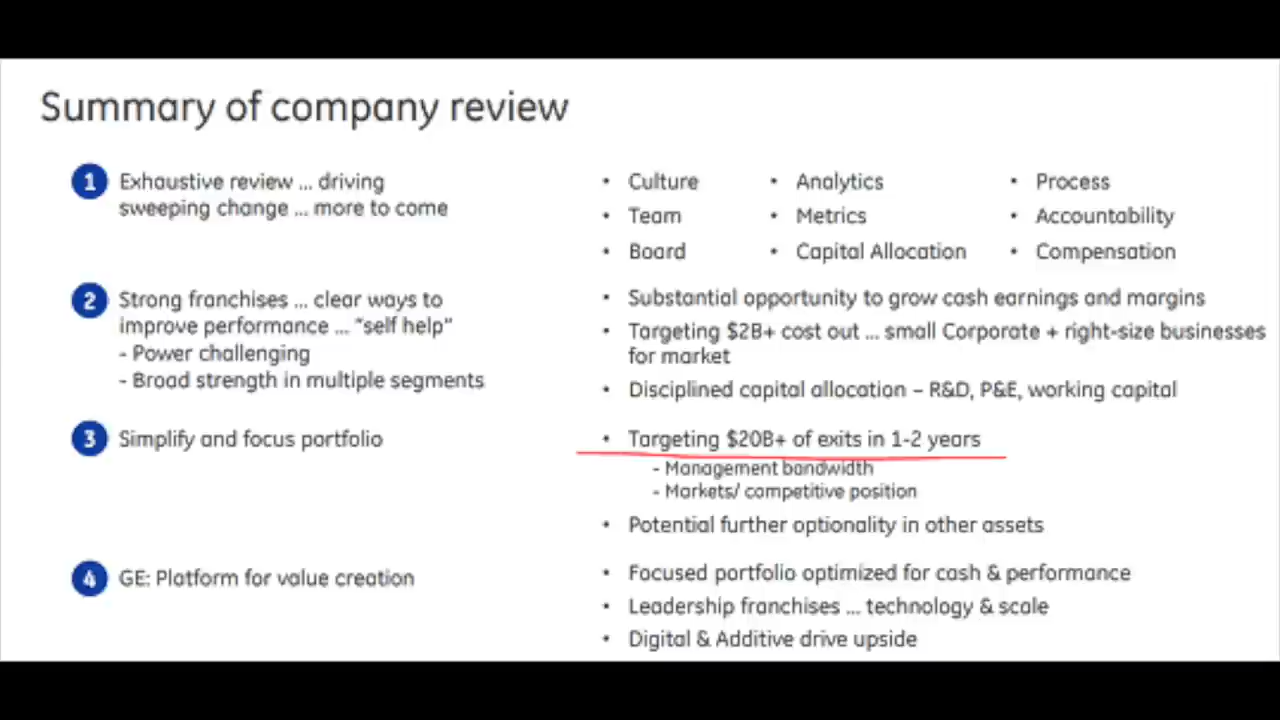 Summary of company review
1 Exhaustive review ... driving
sweeping change ... more to come
• Culture • Analytics • Process
• Team • Metrics • Accountability
• Board • Capital Allocation • Compensation
2 Strong franchises ... clear ways to
improve performance ... “self help”
- Power challenging
- Broad strength in multiple segments
• Substantial opportunity to grow cash earnings and margins
• Targeting $2B+ cost out ... small Corporate + right-size businesses
for market
• Disciplined capital allocation – R&D, P&E, working capital
3 Simplify and focus portfolio
• Targeting $20B+ of exits in 1-2 years
- Management bandwidth
- Markets/ competitive position
• Potential further optionality in other assets
4 GE: Platform for value creation
• Focused portfolio optimized for cash & performance
• Leadership franchises ... technology & scale
• Digital & Additive drive upside